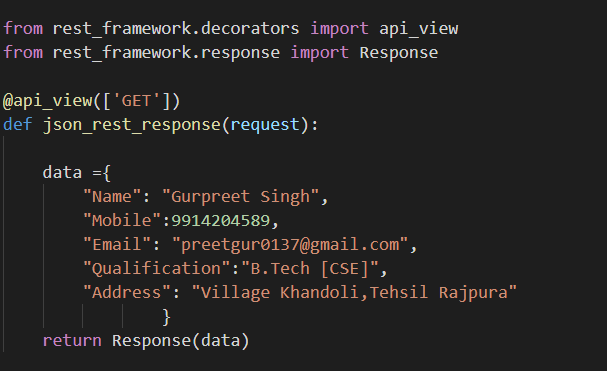 from rest_framework.decorators import api_view
from rest_framework.response import Response
@api_view(['GET'])
def json_rest_response(request):
data ={
"Name": "Gurpreet Singh",
"Mobile":9914204589,
"Email": "preetgur0137@gmail.com",
"Qualification":"B.Tech [CSE]",
"Address": "Village Khandoli,Tehsil Rajpura"
}
return Response(data)